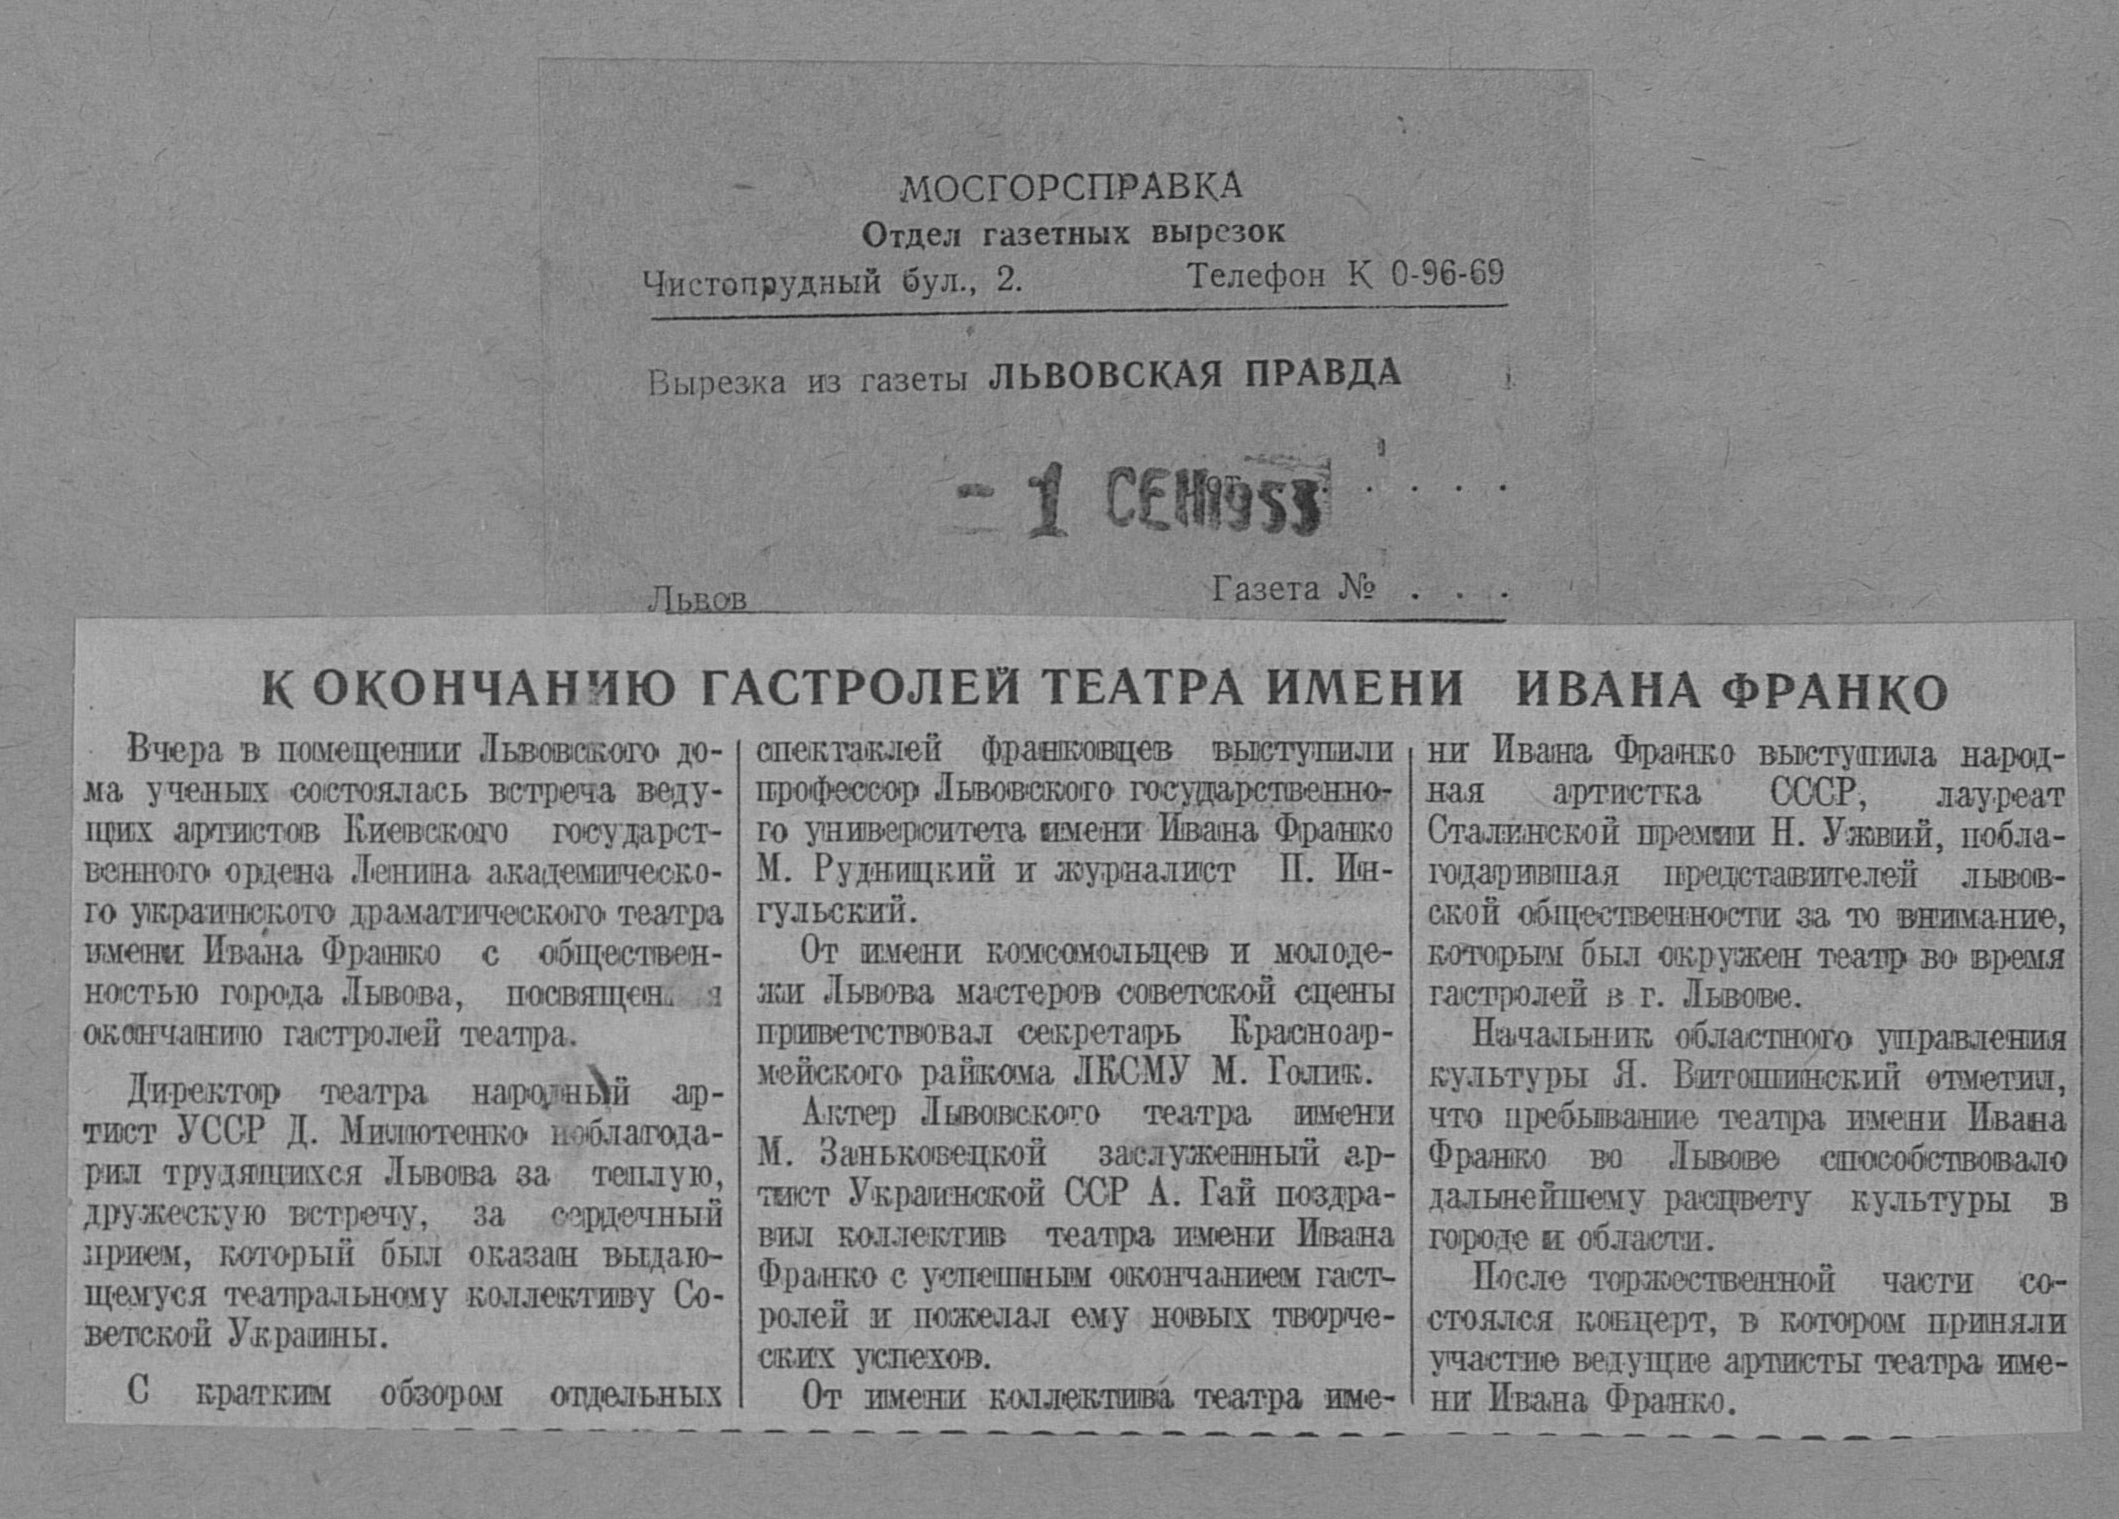 МОСГОРСПРАВКА
Отдел газетных вырезок
Чистопрудный бул., 2. Телефон К 0-96-69
Вырезка из газеты ЛЬВОВСКАЯ ПРАВДА
- 1 СЕН 1953
от . . . . .
Львов Газета № . . .
К ОКОНЧАНИЮ ГАСТРОЛЕЙ ТЕАТРА ИМЕНИ ИВАНА ФРАНКО
Вчера в помещении Львовского до-
ма ученых состоялась встреча веду-
щих артистов Киевского государст-
венного ордена Ленина академическо-
го украинского драматического театра
имени Ивана Франко с обществен-
ностью города Львова, посвященная
окончанию гастролей театра.
Директор театра народный ар-
тист УССР Д. Милютенко поблагода-
рил трудящихся Львова за теплую,
дружескую встречу, за сердечный
прием, который был оказан выдаю-
щемуся театральному коллективу Со-
ветской Украины.
С кратким обзором отдельных
спектаклей франковцев выступили
профессор Львовского государственно-
го университета имени Ивана Франко
М. Рудницкий и журналист П. Ин-
гульский.
От имени комсомольцев и молоде-
жи Львова мастеров советской сцены
приветствовал секретарь Красноар-
мейского райкома ЛКСМУ М. Голик.
Актер Львовского театра имени
М. Заньковецкой заслуженный ар-
тист Украинской ССР А. Гай поздра-
вил коллектив театра имени Ивана
Франко с успешным окончанием гаст-
ролей и пожелал ему новых творче-
ских успехов.
От имени коллектива театра име-
ни Ивана Франко выступила народ-
ная артистка СССР, лауреат
Сталинской премии Н. Ужвий, побла-
годарившая представителей львов-
ской общественности за то внимание,
которым был окружен театр во время
гастролей в г. Львове.
Начальник областного управления
культуры Я. Витошинский отметил,
что пребывание театра имени Ивана
Франко во Львове способствовало
дальнейшему расцвету культуры в
городе и области.
После торжественной части со-
стоялся концерт, в котором приняли
участие ведущие артисты театра име-
ни Ивана Франко.